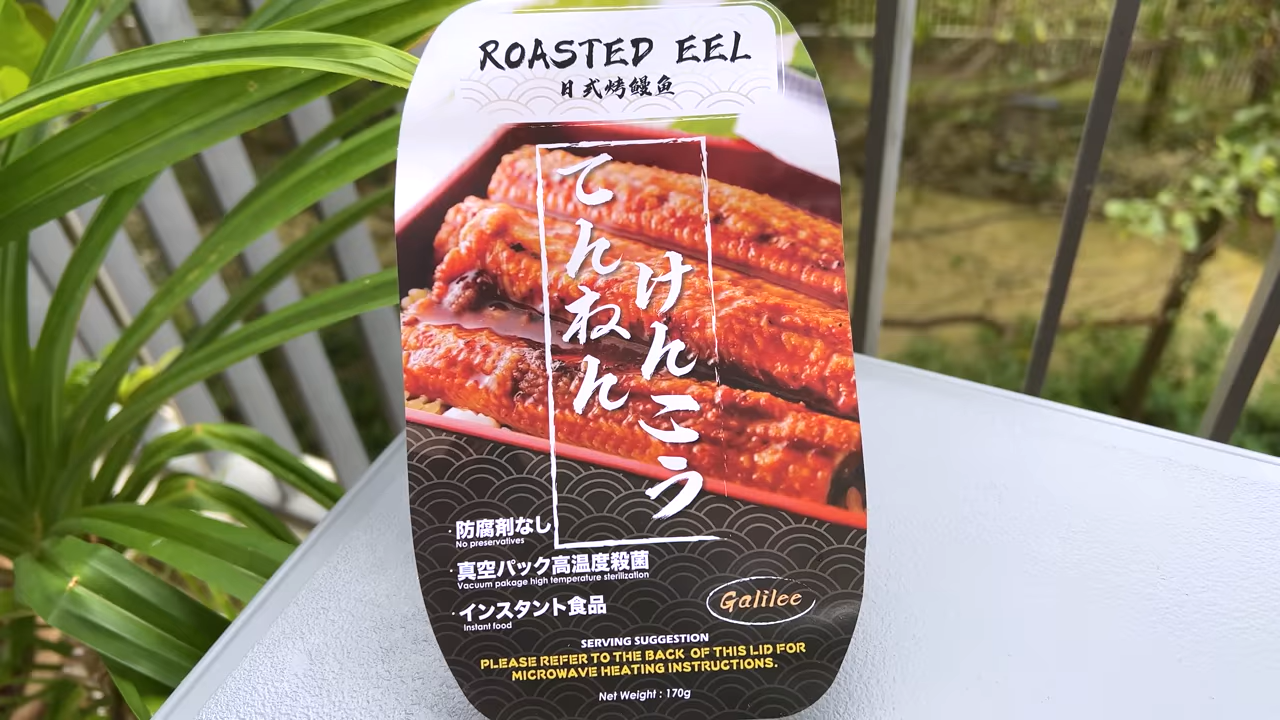 ROASTED EEL
日式烤鳗鱼
けんこう
てんねん
·防腐剤なし
No preservatives
·真空パック高温度殺菌
Vacuum pakage high temperature sterilization
·インスタント食品
Instant food
Galilee
SERVING SUGGESTION
PLEASE REFER TO THE BACK OF THIS LID FOR
MICROWAVE HEATING INSTRUCTIONS.
Net Weight : 170g